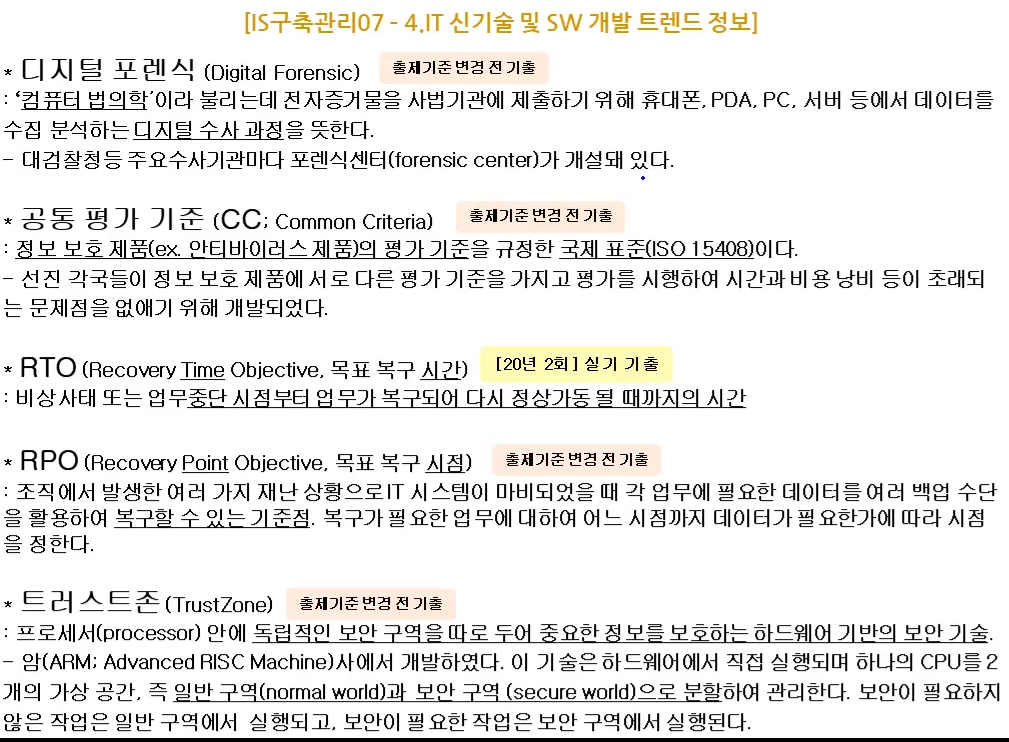 [IS구축관리07 - 4.IT 신기술 및 SW 개발 트렌드 정보]
* 디지털 포렌식 (Digital Forensic) 출제기준 변경 전 기출
: '컴퓨터 법의학'이라 불리는데 전자증거물을 사법기관에 제출하기 위해 휴대폰, PDA, PC, 서버 등에서 데이터를
수집 분석하는 디지털 수사 과정을 뜻한다.
- 대검찰청등 주요수사기관마다 포렌식센터(forensic center)가 개설돼 있다.
* 공통 평가 기준 (CC; Common Criteria) 출제기준 변경 전 기출
: 정보 보호 제품(ex. 안티바이러스 제품)의 평가 기준을 규정한 국제 표준(ISO 15408)이다.
- 선진 각국들이 정보 보호 제품에 서로 다른 평가 기준을 가지고 평가를 시행하여 시간과 비용 낭비 등이 초래되
는 문제점을 없애기 위해 개발되었다.
* RTO (Recovery Time Objective, 목표 복구 시간) [20년 2회] 실기 기출
: 비상사태 또는 업무중단 시점부터 업무가 복구되어 다시 정상가동 될 때까지의 시간
* RPO (Recovery Point Objective, 목표 복구 시점) 출제기준 변경 전 기출
: 조직에서 발생한 여러 가지 재난 상황으로 IT 시스템이 마비되었을 때 각 업무에 필요한 데이터를 여러 백업 수단
을 활용하여 복구할 수 있는 기준점. 복구가 필요한 업무에 대하여 어느 시점까지 데이터가 필요한가에 따라 시점
을 정한다.
* 트러스트존 (TrustZone) 출제기준 변경 전 기출
: 프로세서(processor) 안에 독립적인 보안 구역을 따로 두어 중요한 정보를 보호하는 하드웨어 기반의 보안 기술.
- 암(ARM; Advanced RISC Machine)사에서 개발하였다. 이 기술은 하드웨어에서 직접 실행되며 하나의 CPU를 2
개의 가상 공간, 즉 일반 구역(normal world)과 보안 구역 (secure world)으로 분할하여 관리한다. 보안이 필요하지
않은 작업은 일반 구역에서 실행되고, 보안이 필요한 작업은 보안 구역에서 실행된다.